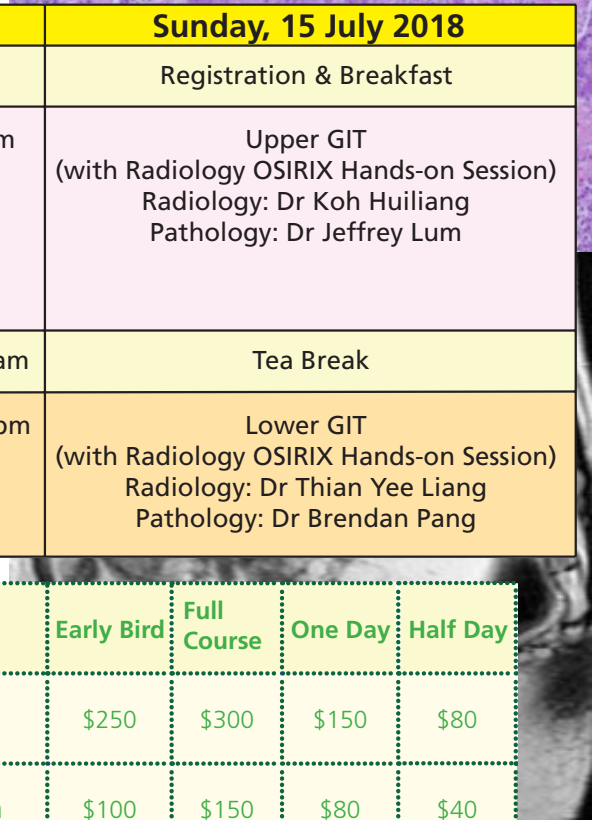 Sunday, 15 July 2018
Registration & Breakfast
Upper GIT
(with Radiology OSIRIX Hands-on Session)
Radiology: Dr Koh Huiliang
Pathology: Dr Jeffrey Lum
am Tea Break
Lower GIT
(with Radiology OSIRIX Hands-on Session)
Radiology: Dr Thian Yee Liang
Pathology: Dr Brendan Pang
Early Bird Full Course One Day Half Day
$250 $300 $150 $80
$100 $150 $80 $40